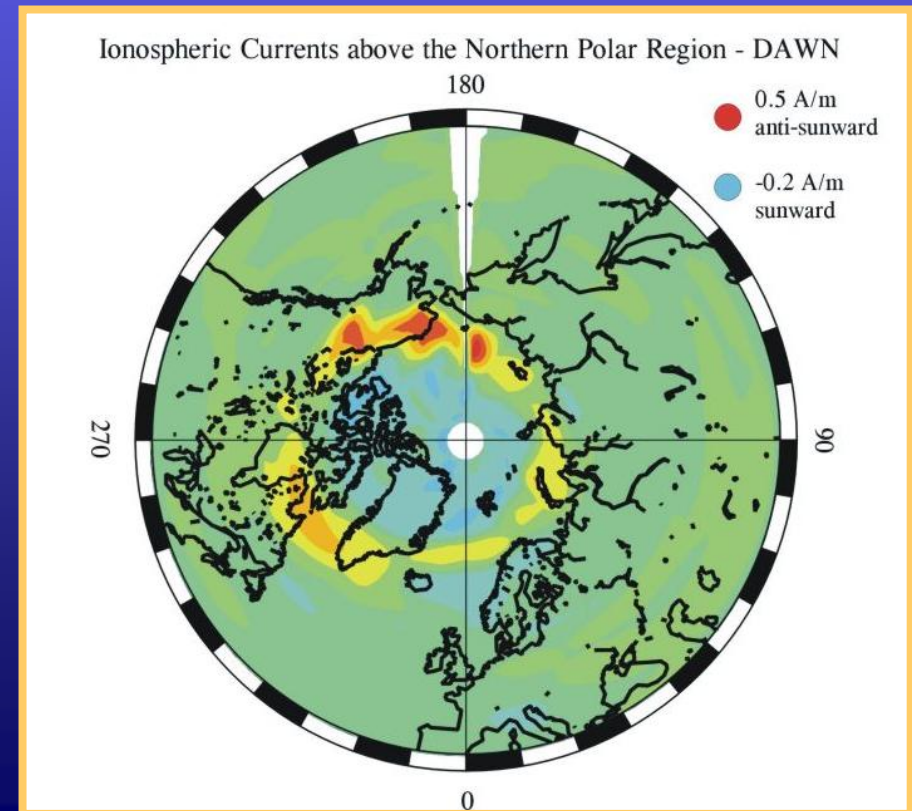 Ionospheric Currents above the Northern Polar Region - DAWN
180
0.5 A/m
anti-sunward
-0.2 A/m
sunward
270
90
0